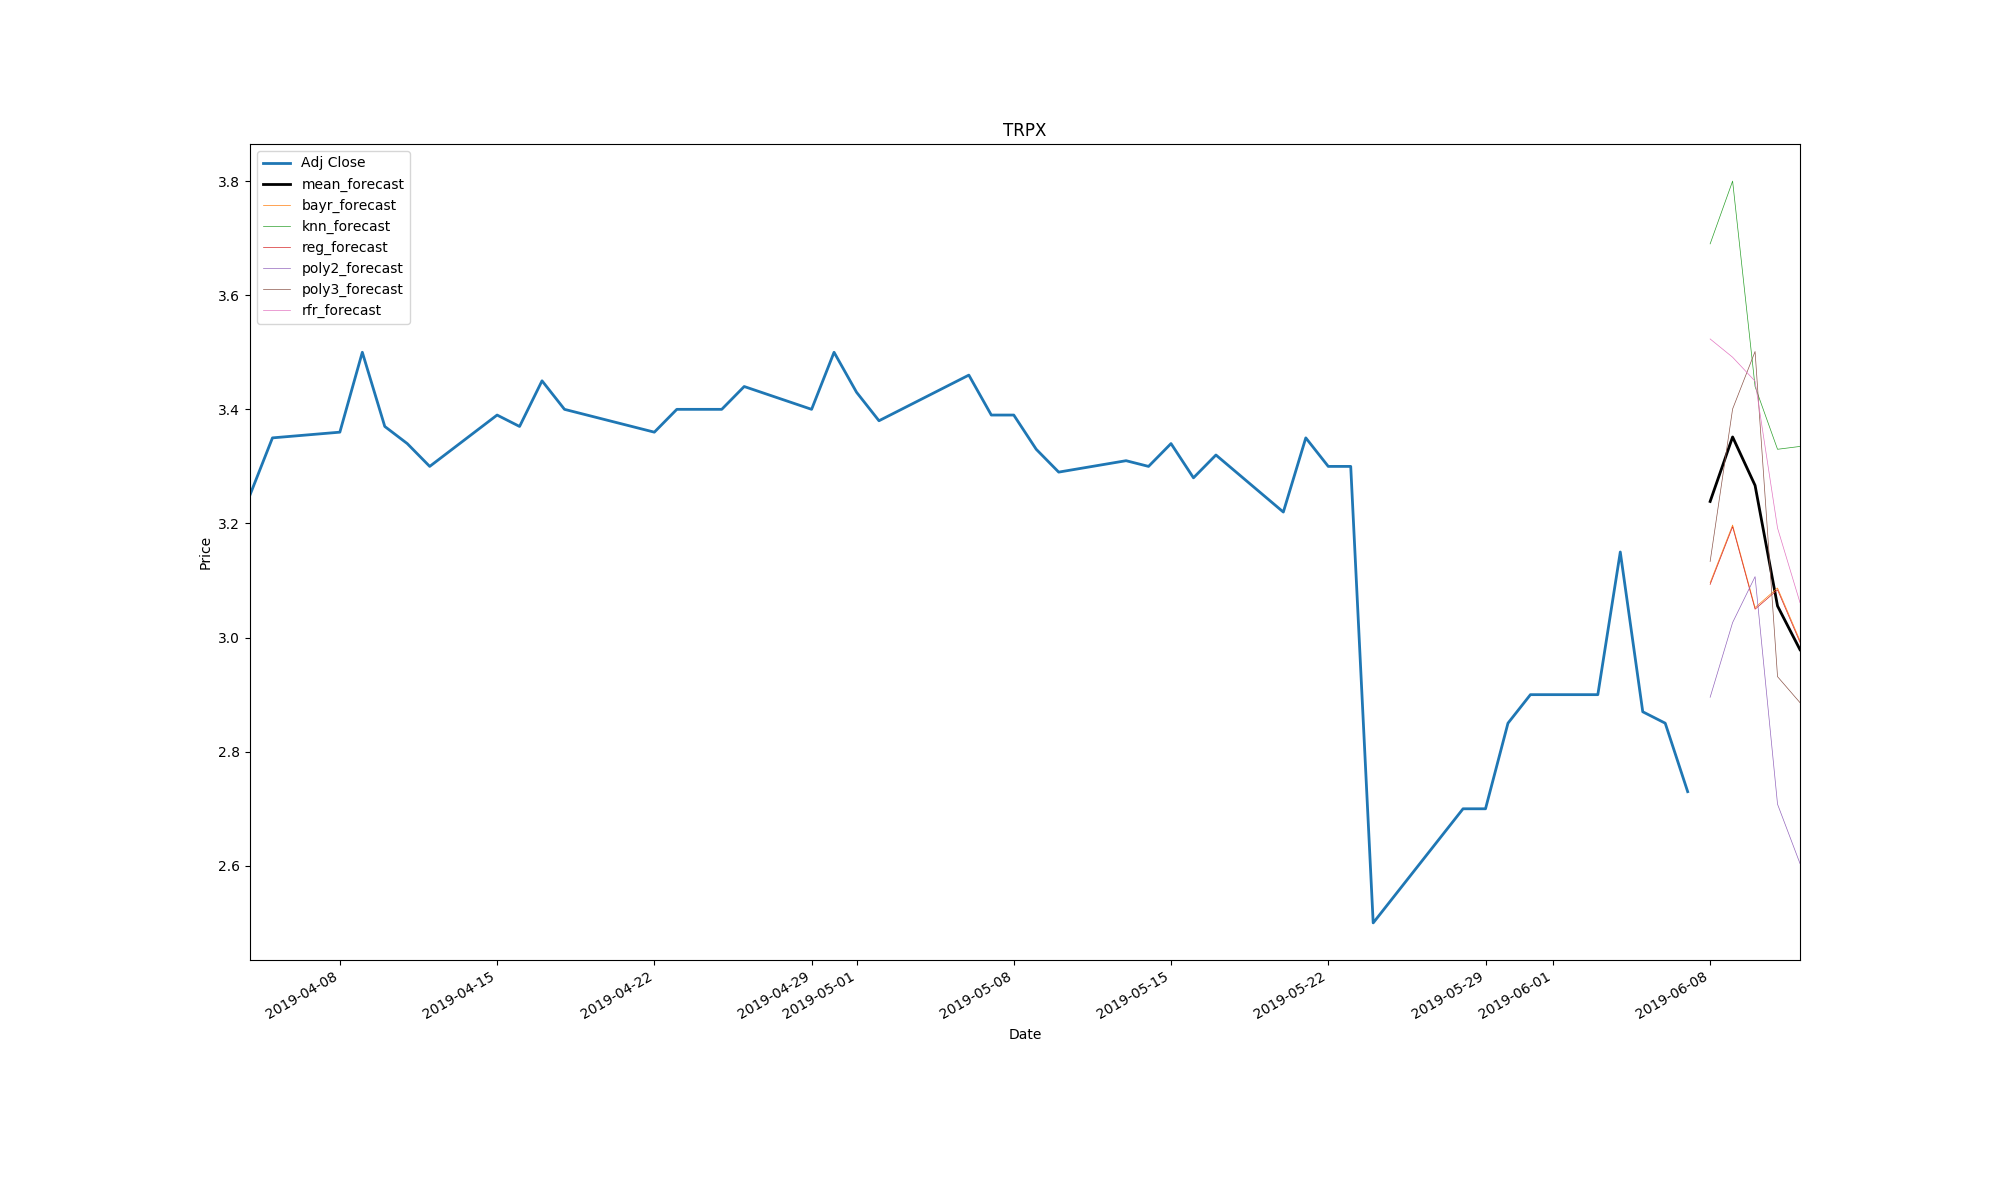 TRPX
Adj Close
mean_forecast
bayr_forecast
knn_forecast
reg_forecast
poly2_forecast
poly3_forecast
rfr_forecast
3.8
3.6
3.4
3.2
3.0
2.8
2.6
Price
2019-04-08
2019-04-15
2019-04-22
2019-04-29
2019-05-01
2019-05-08
2019-05-15
2019-05-22
2019-05-29
2019-06-01
2019-06-08
Date